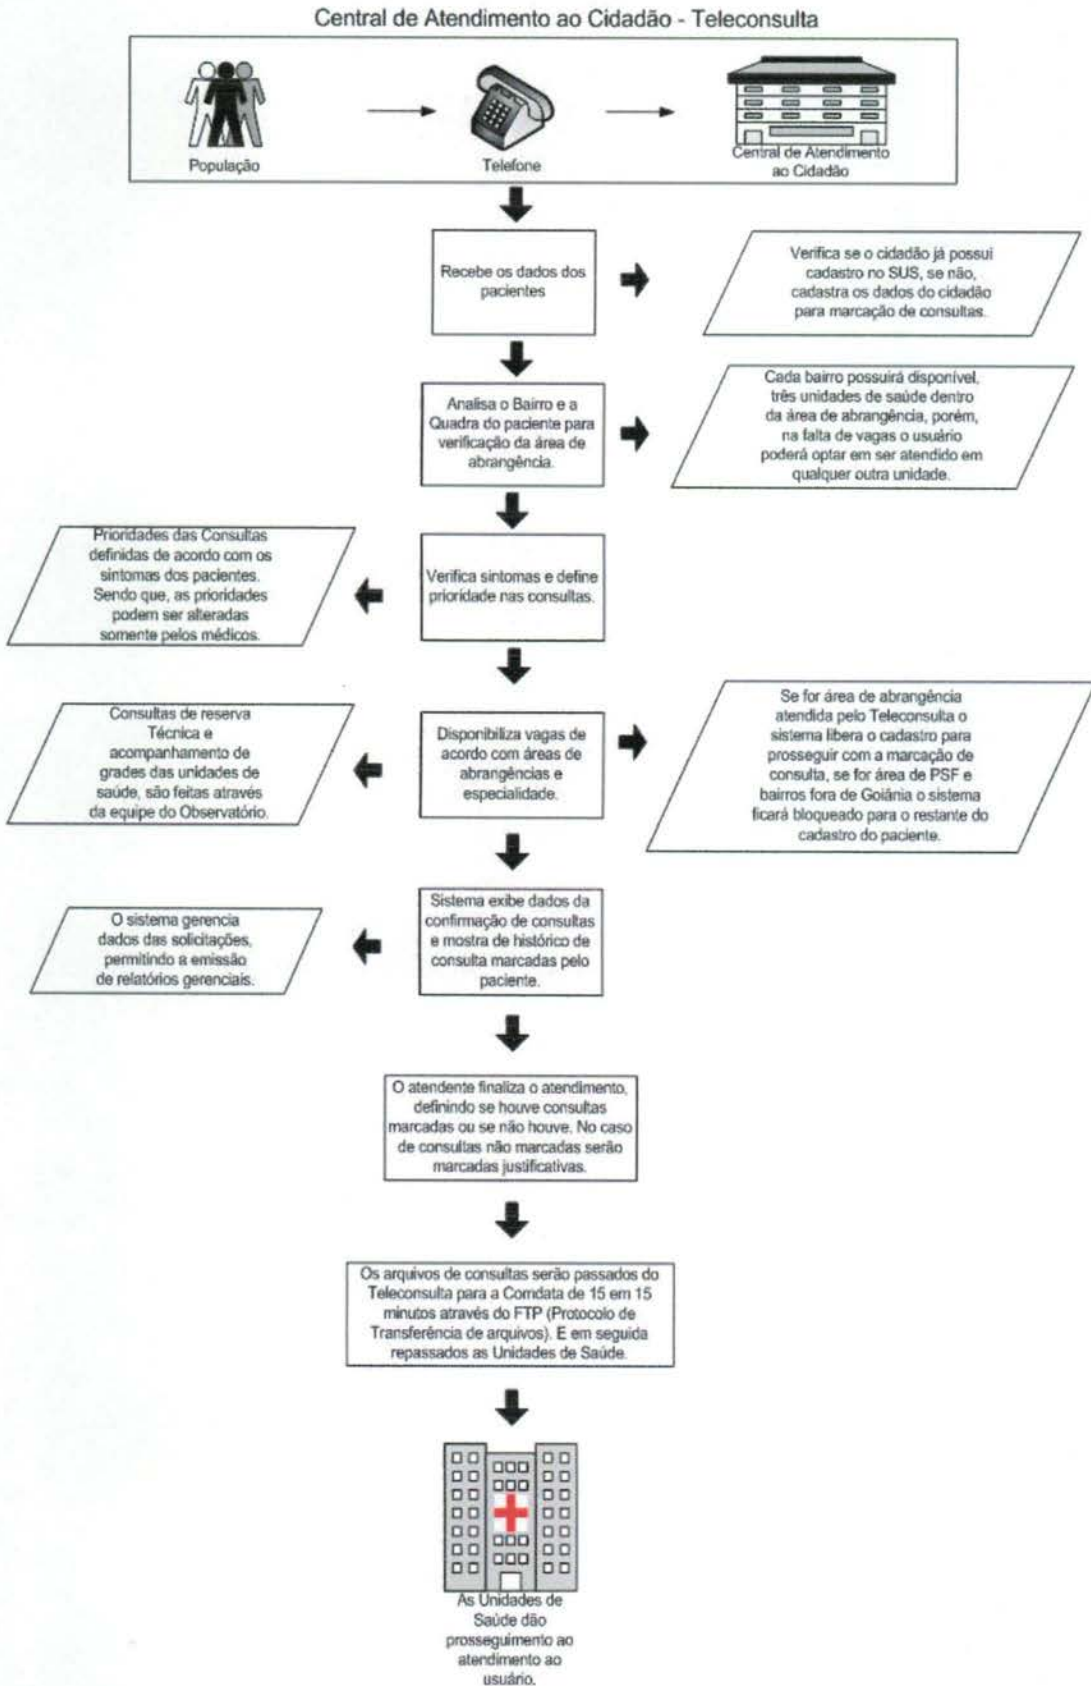 Central de Atendimento ao Cidadão - Teleconsulta
População
Telefone
Central de Atendimento
ao Cidadão
Recebe os dados dos
pacientes
Verifica se o cidadão já possui
cadastro no SUS, se não,
cadastra os dados do cidadão
para marcação de consultas.
Analisa o Bairro e a
Quadra do paciente para
verificação da área de
abrangência.
Cada bairro possuirá disponível,
três unidades de saúde dentro
da área de abrangência, porém,
na falta de vagas o usuário
poderá optar em ser atendido em
qualquer outra unidade.
Prioridades das Consultas
definidas de acordo com os
sintomas dos pacientes.
Sendo que, as prioridades
podem ser alteradas
somente pelos médicos.
Verifica sintomas e define
prioridade nas consultas.
Consultas de reserva
Técnica e
acompanhamento de
grades das unidades de
saúde, são feitas através
da equipe do Observatório.
Disponibiliza vagas de
acordo com áreas de
abrangências e
especialidade.
Se for área de abrangência
atendida pelo Teleconsulta o
sistema libera o cadastro para
prosseguir com a marcação de
consulta, se for área de PSF e
bairros fora de Goiânia o sistema
ficará bloqueado para o restante do
cadastro do paciente.
O sistema gerencia
dados das solicitações,
permitindo a emissão
de relatórios gerenciais.
Sistema exibe dados da
confirmação de consultas
e mostra de histórico de
consulta marcadas pelo
paciente.
O atendente finaliza o atendimento,
definindo se houve consultas
marcadas ou se não houve. No caso
de consultas não marcadas serão
marcadas justificativas.
Os arquivos de consultas serão passados do
Teleconsulta para a Comdata de 15 em 15
minutos através do FTP (Protocolo de
Transferência de arquivos). E em seguida
repassados as Unidades de Saúde.
As Unidades de
Saúde dão
prosseguimento ao
atendimento ao
usuário.